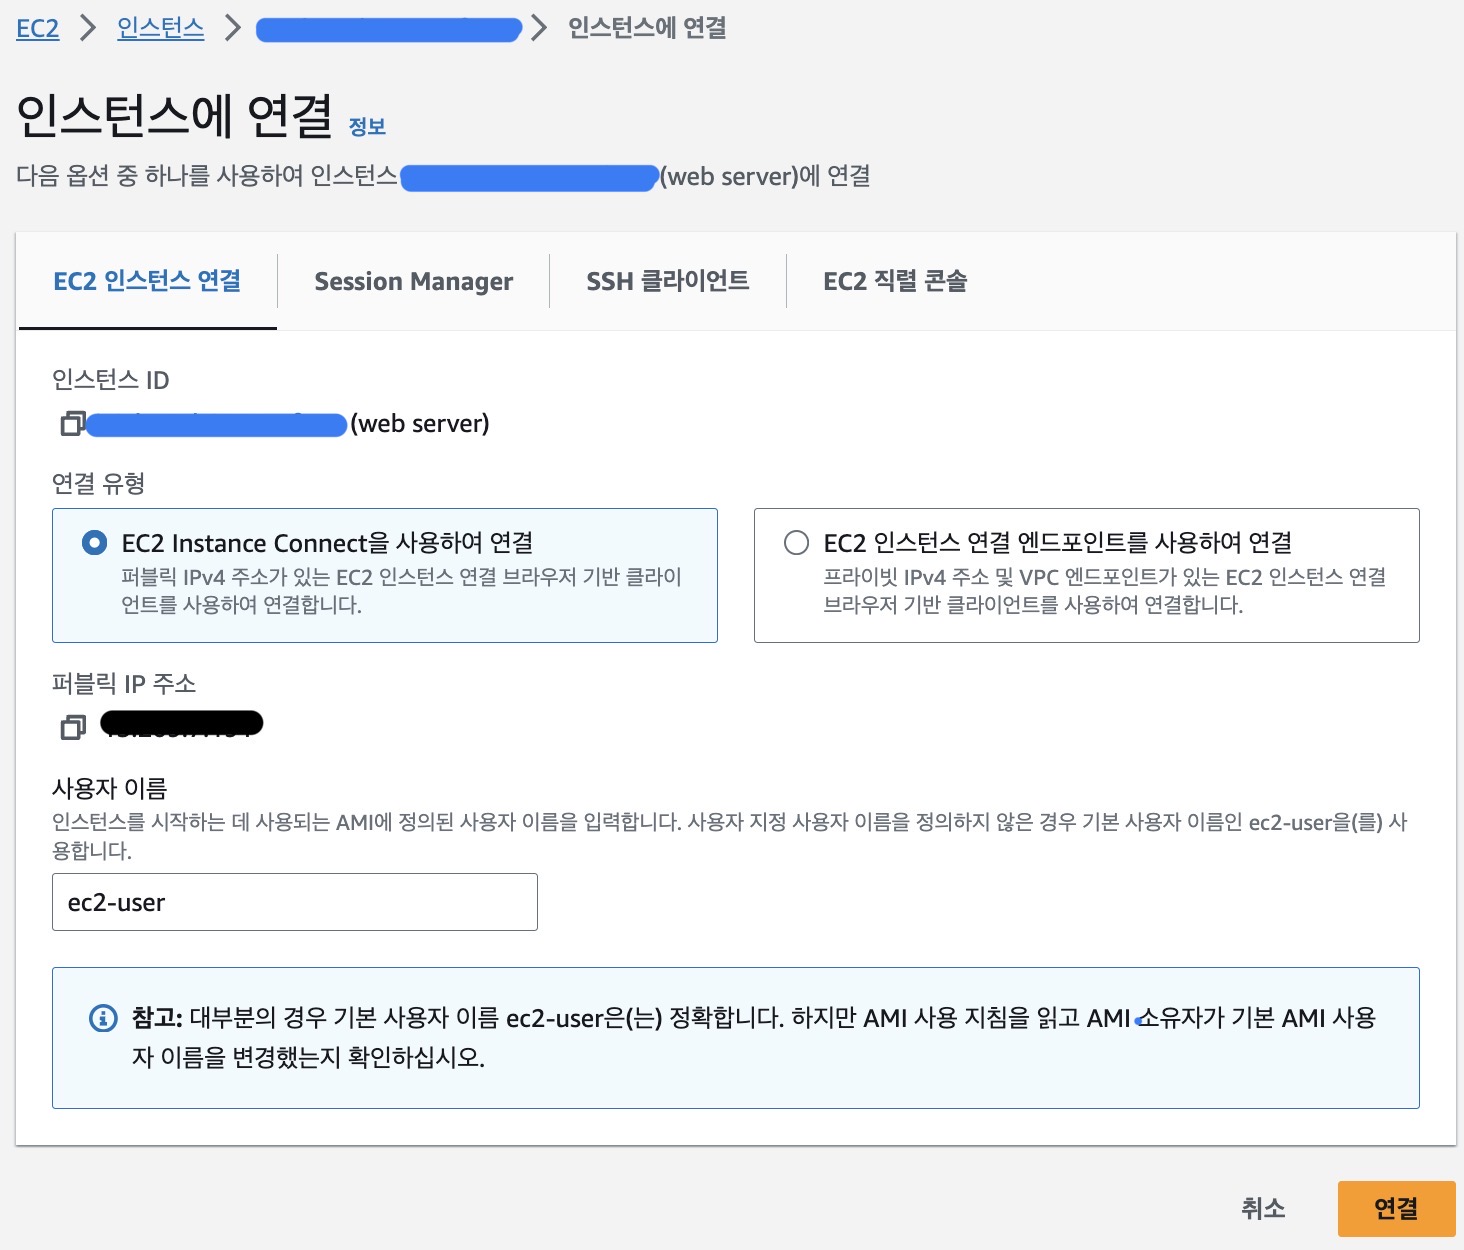 EC2 > 인스턴스 > > 인스턴스에 연결
인스턴스에 연결 정보
다음 옵션 중 하나를 사용하여 인스턴스 (web server)에 연결
EC2 인스턴스 연결 Session Manager SSH 클라이언트 EC2 직렬 콘솔
인스턴스 ID
(web server)
연결 유형
EC2 Instance Connect을 사용하여 연결
퍼블릭 IPv4 주소가 있는 EC2 인스턴스 연결 브라우저 기반 클라이
언트를 사용하여 연결합니다.
EC2 인스턴스 연결 엔드포인트를 사용하여 연결
프라이빗 IPv4 주소 및 VPC 엔드포인트가 있는 EC2 인스턴스 연결
브라우저 기반 클라이언트를 사용하여 연결합니다.
퍼블릭 IP 주소
사용자 이름
인스턴스를 시작하는 데 사용되는 AMI에 정의된 사용자 이름을 입력합니다. 사용자 지정 사용자 이름을 정의하지 않은 경우 기본 사용자 이름인 ec2-user을(를) 사
용합니다.
ec2-user
참고: 대부분의 경우 기본 사용자 이름 ec2-user은(는) 정확합니다. 하지만 AMI 사용 지침을 읽고 AMI 소유자가 기본 AMI 사용
자 이름을 변경했는지 확인하십시오.
취소 연결